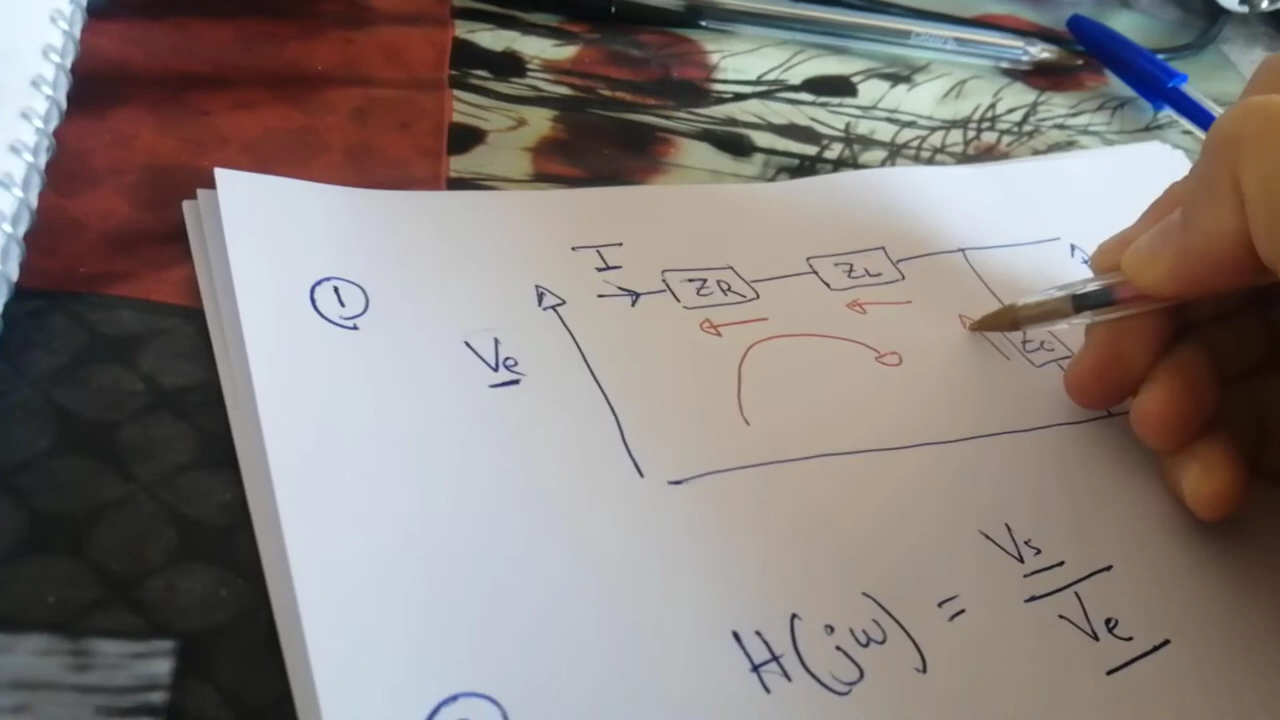 ①
I
ZR
ZL
Ve
Zc
H(jω) = Vs/Ve